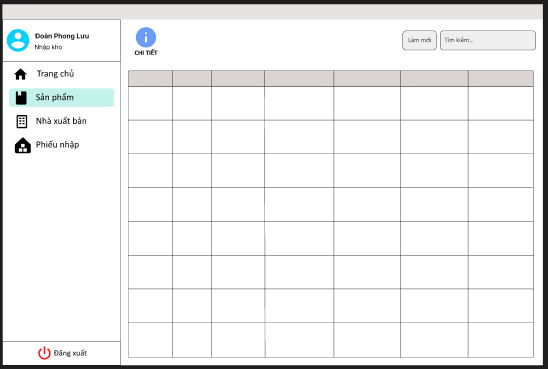 Đoàn Phong Lưu
Nhập kho
CHI TIẾT
Làm mới
Tìm kiếm...
Trang chủ
Sản phẩm
Nhà xuất bản
Phiếu nhập
Đăng xuất